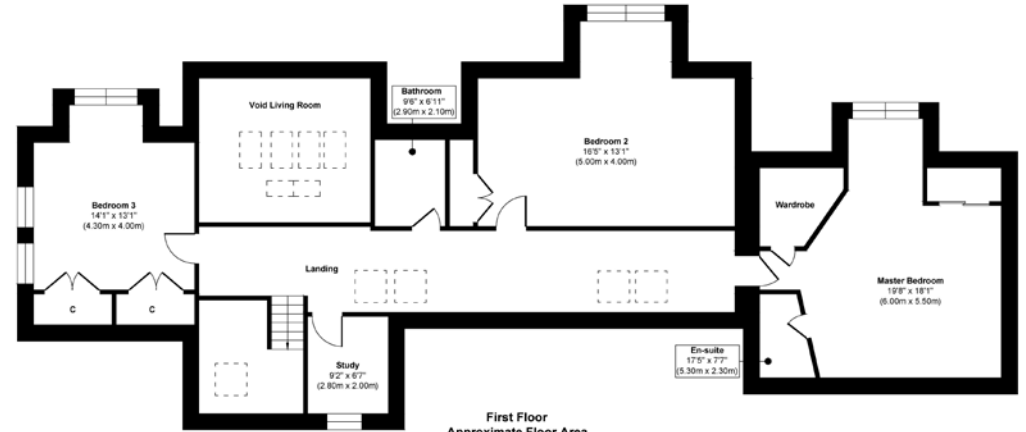 Bathroom
9'6" x 6'11"
(2.90m x 2.10m)
Void Living Room
Bedroom 2
16'5" x 13'1"
(5.00m x 4.00m)
Bedroom 3
14'1" x 13'1"
(4.30m x 4.00m)
Wardrobe
Landing
Master Bedroom
19'8" x 18'1"
(6.00m x 5.50m)
C
C
Study
9'2" x 6'7"
(2.80m x 2.00m)
En-suite
17'5" x 7'7"
(5.30m x 2.30m)
First Floor
Approximate Floor Area